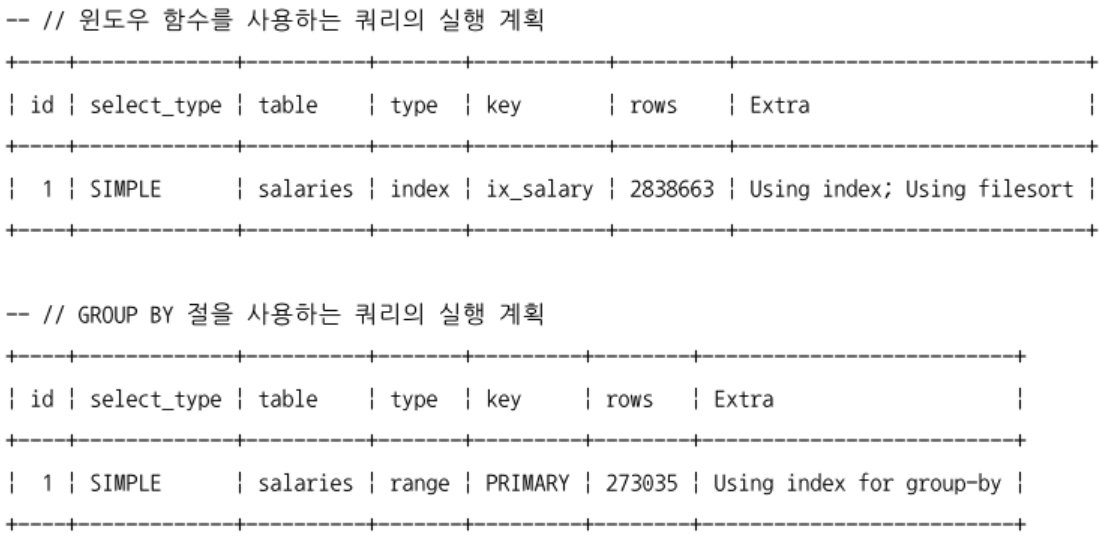 -- // 윈도우 함수를 사용하는 쿼리의 실행 계획
+----+-------------+----------+-------+-----------+---------+-----------------------------+
| id | select_type | table    | type  | key       | rows    | Extra                       |
+----+-------------+----------+-------+-----------+---------+-----------------------------+
|  1 | SIMPLE      | salaries | index | ix_salary | 2838663 | Using index; Using filesort |
+----+-------------+----------+-------+-----------+---------+-----------------------------+
-- // GROUP BY 절을 사용하는 쿼리의 실행 계획
+----+-------------+----------+-------+---------+--------+--------------------------+
| id | select_type | table    | type  | key     | rows   | Extra                    |
+----+-------------+----------+-------+---------+--------+--------------------------+
|  1 | SIMPLE      | salaries | range | PRIMARY | 273035 | Using index for group-by |
+----+-------------+----------+-------+---------+--------+--------------------------+